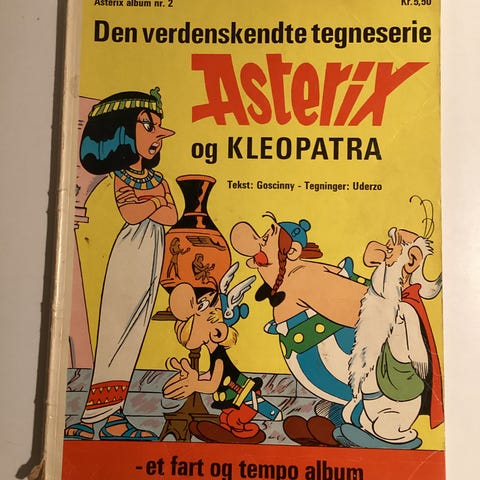 Asterix album nr. 2 Kr. 5,50
Den verdenskendte tegneserie
Asterix
og KLEOPATRA
Tekst: Goscinny - Tegninger: Uderzo
- et fart og tempo album